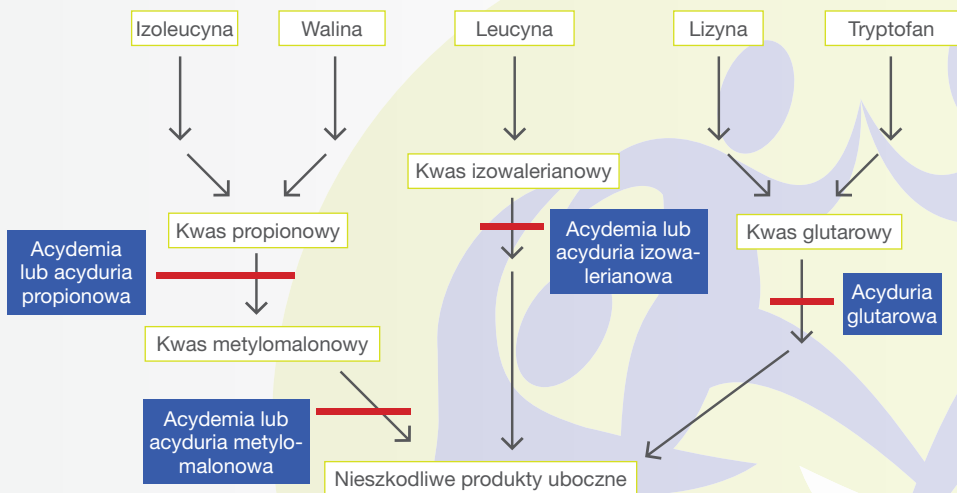 Izoleucyna
Walina
Leucyna
Lizyna
Tryptofan
Kwas izowalerianowy
Kwas propionowy
Kwas glutarowy
Acydemia
lub acyduria
propionowa
Acydemia lub
acyduria izowa-
lerianowa
Acyduria
glutarowa
Kwas metylomalonowy
Acydemia lub
acyduria metylo-
malonowa
Nieszkodliwe produkty uboczne